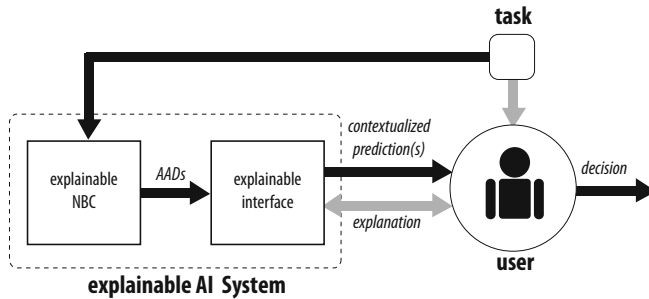 task
contextualized
prediction(s)
explainable
NBC
AADs
explainable
interface
decision
explanation
user
explainable AI System